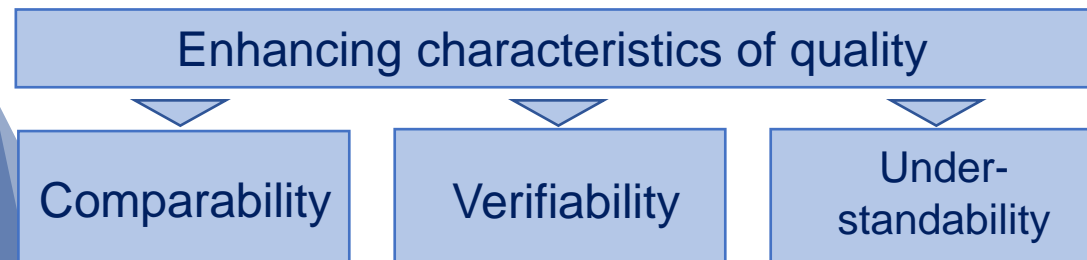 Enhancing characteristics of quality
Comparability
Verifiability
Under-
standability